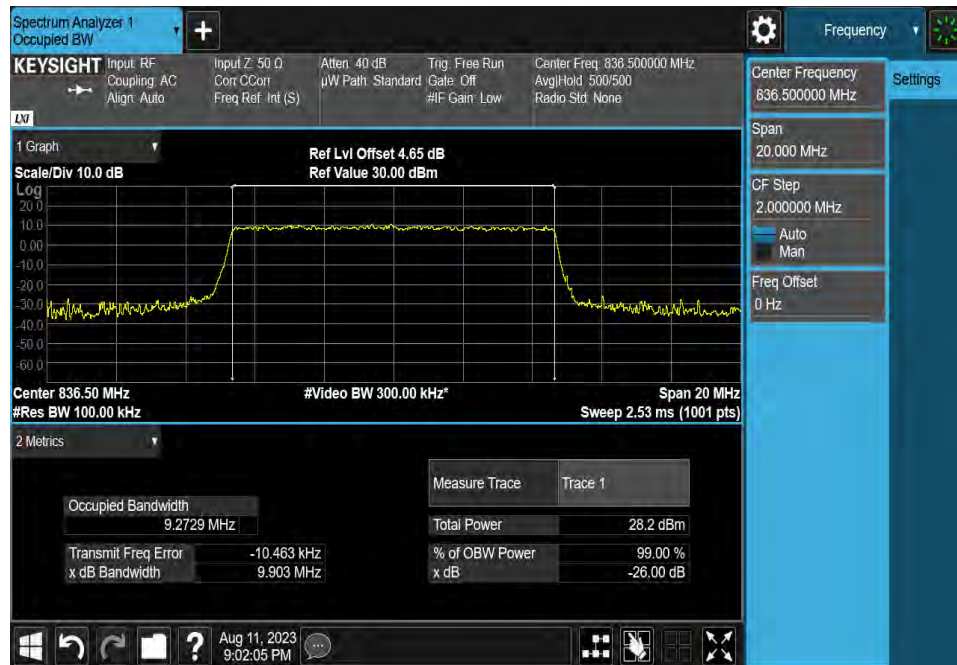 Spectrum Analyzer 1
Occupied BW
+
Frequency
KEYSIGHT
Input: RF
Coupling: AC
Align: Auto
Input Z: 50 Ω
Corr CCorr
Freq Ref: Int (S)
Atten: 40 dB
µW Path: Standard
Trig: Free Run
Gate: Off
#IF Gain: Low
Center Freq: 836.500000 MHz
Avg|Hold: 500/500
Radio Std: None
LXI
Center Frequency
836.500000 MHz
Settings
Span
20.000 MHz
CF Step
2.000000 MHz
Auto
Man
Freq Offset
0 Hz
1 Graph
Scale/Div 10.0 dB
Ref Lvl Offset 4.65 dB
Ref Value 30.00 dBm
Log
20.0
10.0
0.00
-10.0
-20.0
-30.0
-40.0
-50.0
-60.0
Center 836.50 MHz
#Video BW 300.00 kHz*
Span 20 MHz
#Res BW 100.00 kHz
Sweep 2.53 ms (1001 pts)
2 Metrics
Measure Trace Trace 1
Occupied Bandwidth
9.2729 MHz
Total Power 28.2 dBm
Transmit Freq Error -10.463 kHz
% of OBW Power 99.00 %
x dB Bandwidth 9.903 MHz
x dB -26.00 dB
?
Aug 11, 2023
9:02:05 PM